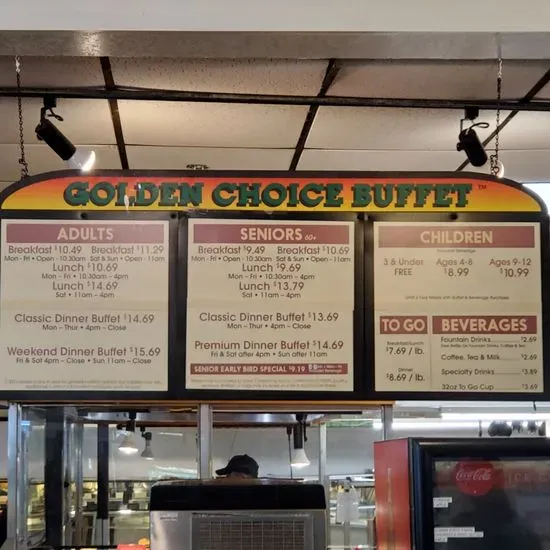 GOLDEN CHOICE BUFFET ™
ADULTS
Breakfast $10.49 Breakfast $11.29
Mon - Fri • Open - 10:30am Sat & Sun • Open - 11am
Lunch $10.69
Mon - Fri • 10:30am - 4pm
Lunch $14.69
Sat • 11am - 4pm
Classic Dinner Buffet $14.69
Mon - Thur • 4pm - Close
Weekend Dinner Buffet $15.69
Fri & Sat 4pm - Close • Sun 11am - Close
SENIORS 60+
Breakfast $9.49 Breakfast $10.69
Mon - Fri • Open - 10:30am Sat & Sun • Open - 11am
Lunch $9.69
Mon - Fri • 10:30am - 4pm
Lunch $13.79
Sat • 11am - 4pm
Classic Dinner Buffet $13.69
Mon - Thur • 4pm - Close
Premium Dinner Buffet $14.69
Fri & Sat after 4pm • Sun after 11am
SENIOR EARLY BIRD SPECIAL $9.19
CHILDREN
3 & Under Ages 4-8 Ages 9-12
FREE $8.99 $10.99
TO GO
Breakfast/Lunch
$7.69 / lb.
Dinner
$8.69 / lb.
BEVERAGES
Fountain Drinks $2.69
Coffee, Tea & Milk $2.69
Specialty Drinks $3.89
32oz To Go Cup $3.69
Coca-Cola
ICE